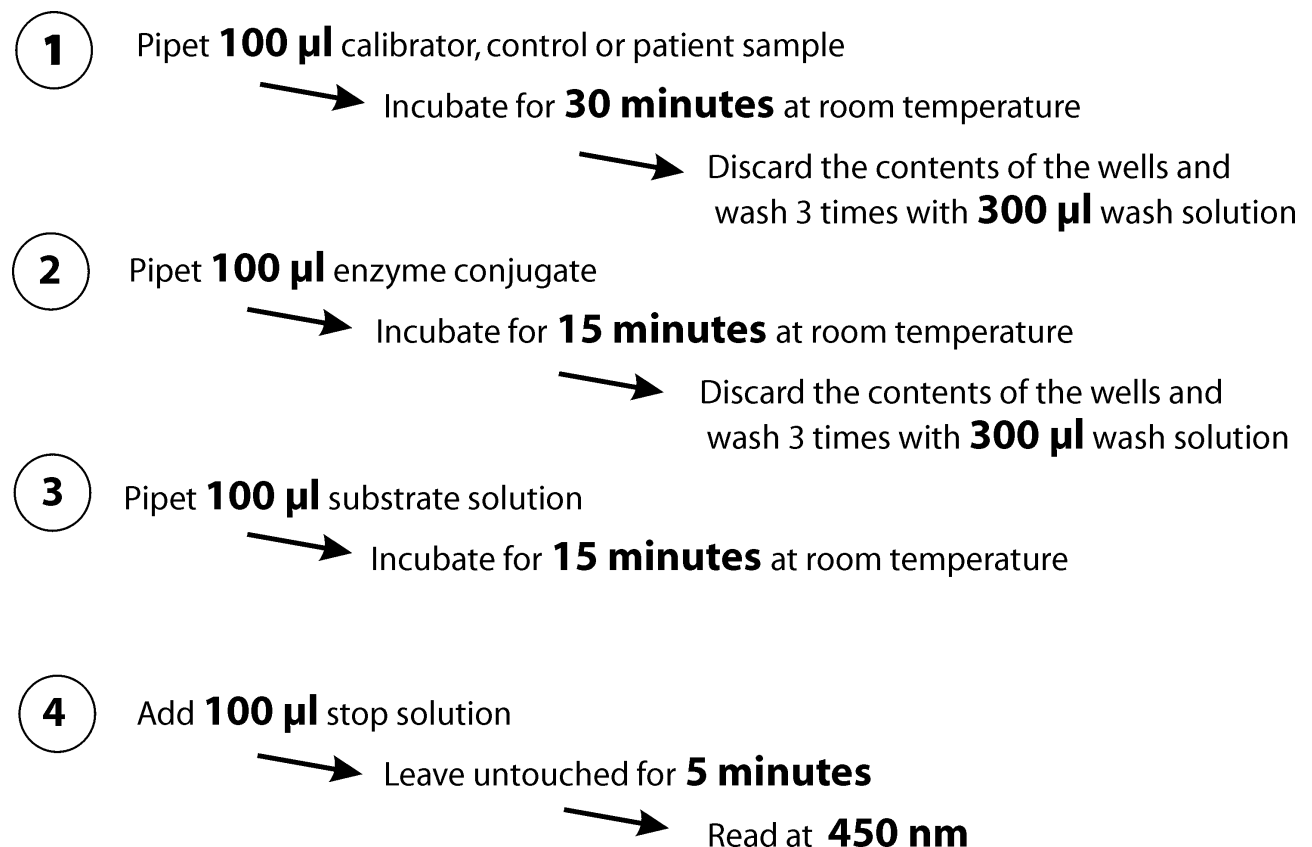 1 Pipet 100 µl calibrator, control or patient sample
Incubate for 30 minutes at room temperature
Discard the contents of the wells and
wash 3 times with 300 µl wash solution
2 Pipet 100 µl enzyme conjugate
Incubate for 15 minutes at room temperature
Discard the contents of the wells and
wash 3 times with 300 µl wash solution
3 Pipet 100 µl substrate solution
Incubate for 15 minutes at room temperature
4 Add 100 µl stop solution
Leave untouched for 5 minutes
Read at 450 nm